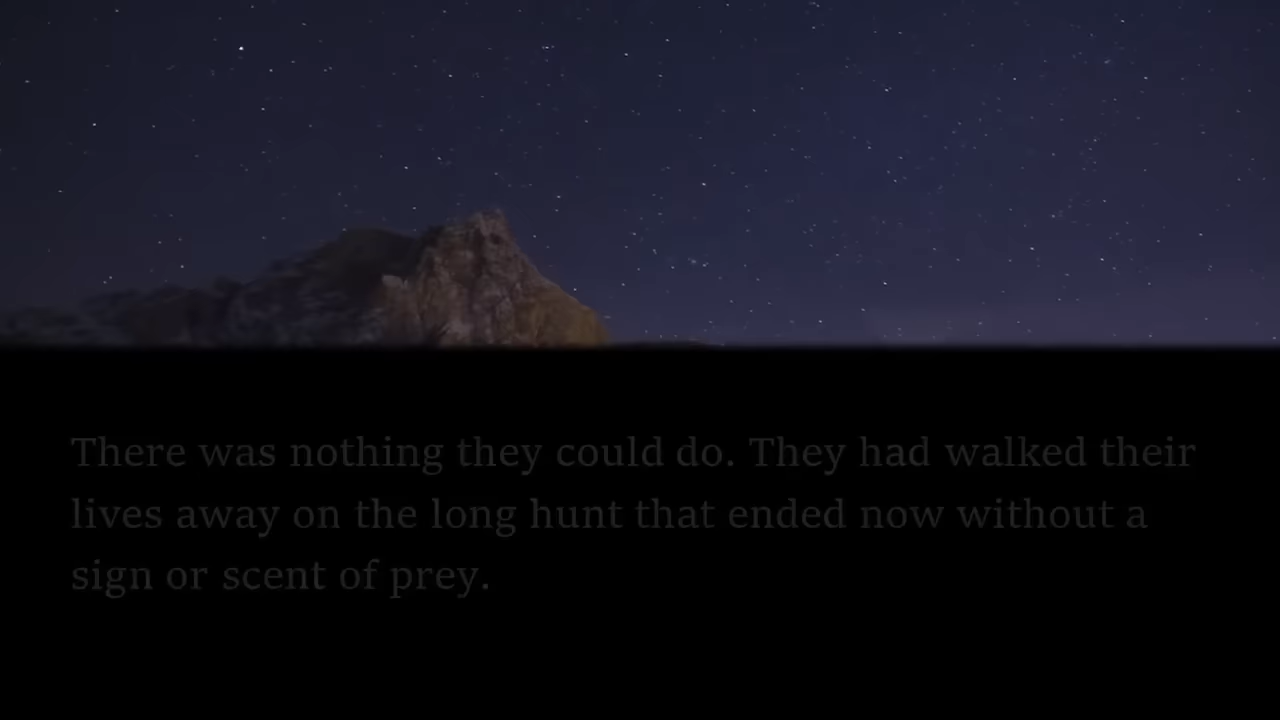 There was nothing they could do. They had walked their
lives away on the long hunt that ended now without a
sign or scent of prey.